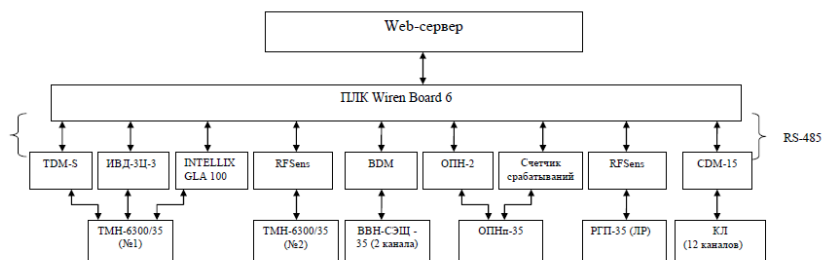 Web-сервер
ПЛК Wiren Board 6
RS-485
TDM-S
ИВД-3Ц-3
INTELLIX
GLA 100
RFSens
BDM
ОПН-2
Счетчик
срабатываний
RFSens
CDM-15
ТМН-6300/35
(№1)
ТМН-6300/35
(№2)
ВВН-СЭЩ -
35 (2 канала)
ОПНп-35
РГП-35 (ЛР)
КЛ
(12 каналов)